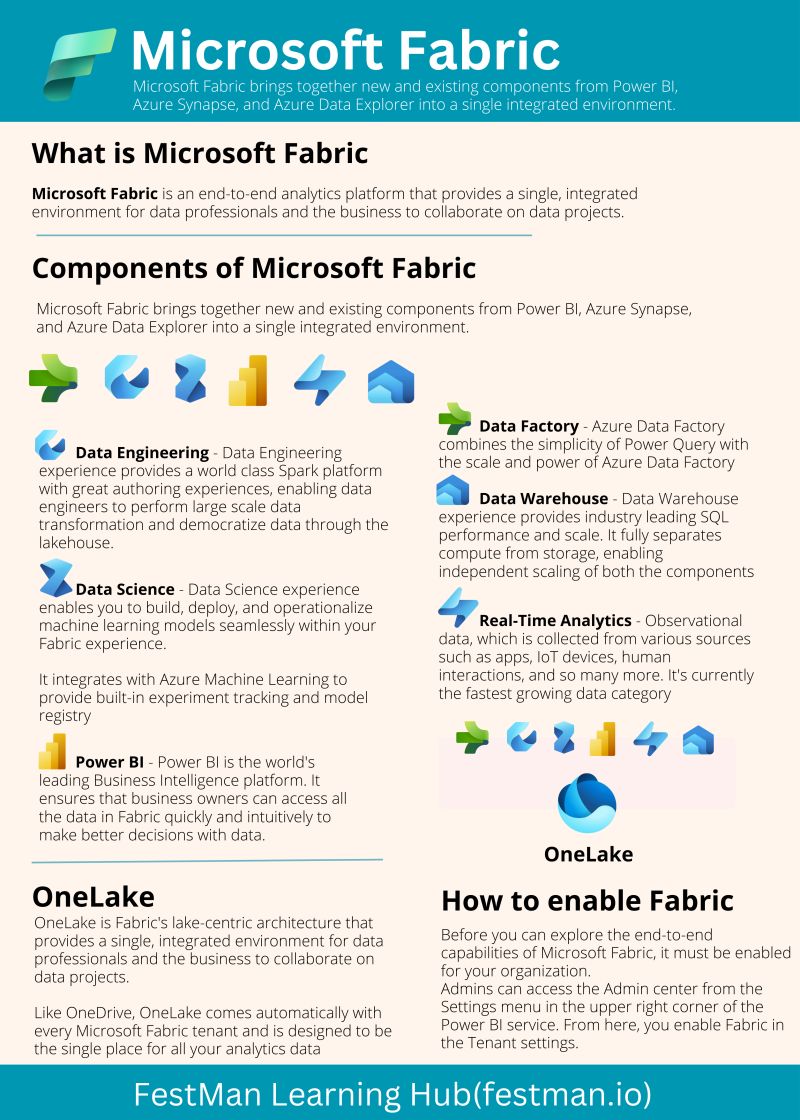 Microsoft Fabric
Microsoft Fabric brings together new and existing components from Power BI,
Azure Synapse, and Azure Data Explorer into a single integrated environment.
What is Microsoft Fabric
Microsoft Fabric is an end-to-end analytics platform that provides a single, integrated
environment for data professionals and the business to collaborate on data projects.
Components of Microsoft Fabric
Microsoft Fabric brings together new and existing components from Power BI, Azure Synapse,
and Azure Data Explorer into a single integrated environment.
Data Engineering - Data Engineering
experience provides a world class Spark platform
with great authoring experiences, enabling data
engineers to perform large scale data
transformation and democratize data through the
lakehouse.
Data Science - Data Science experience
enables you to build, deploy, and operationalize
machine learning models seamlessly within your
Fabric experience.
It integrates with Azure Machine Learning to
provide built-in experiment tracking and model
registry
Power BI - Power BI is the world's
leading Business Intelligence platform. It
ensures that business owners can access all
the data in Fabric quickly and intuitively to
make better decisions with data.
Data Factory - Azure Data Factory
combines the simplicity of Power Query with
the scale and power of Azure Data Factory
Data Warehouse - Data Warehouse
experience provides industry leading SQL
performance and scale. It fully separates
compute from storage, enabling
independent scaling of both the components
Real-Time Analytics - Observational
data, which is collected from various sources
such as apps, IoT devices, human
interactions, and so many more. It's currently
the fastest growing data category
OneLake
OneLake
OneLake is Fabric's lake-centric architecture that
provides a single, integrated environment for data
professionals and the business to collaborate on
data projects.
Like OneDrive, OneLake comes automatically with
every Microsoft Fabric tenant and is designed to be
the single place for all your analytics data
How to enable Fabric
Before you can explore the end-to-end
capabilities of Microsoft Fabric, it must be enabled
for your organization.
Admins can access the Admin center from the
Settings menu in the upper right corner of the
Power BI service. From here, you enable Fabric in
the Tenant settings.
FestMan Learning Hub(festman.io)